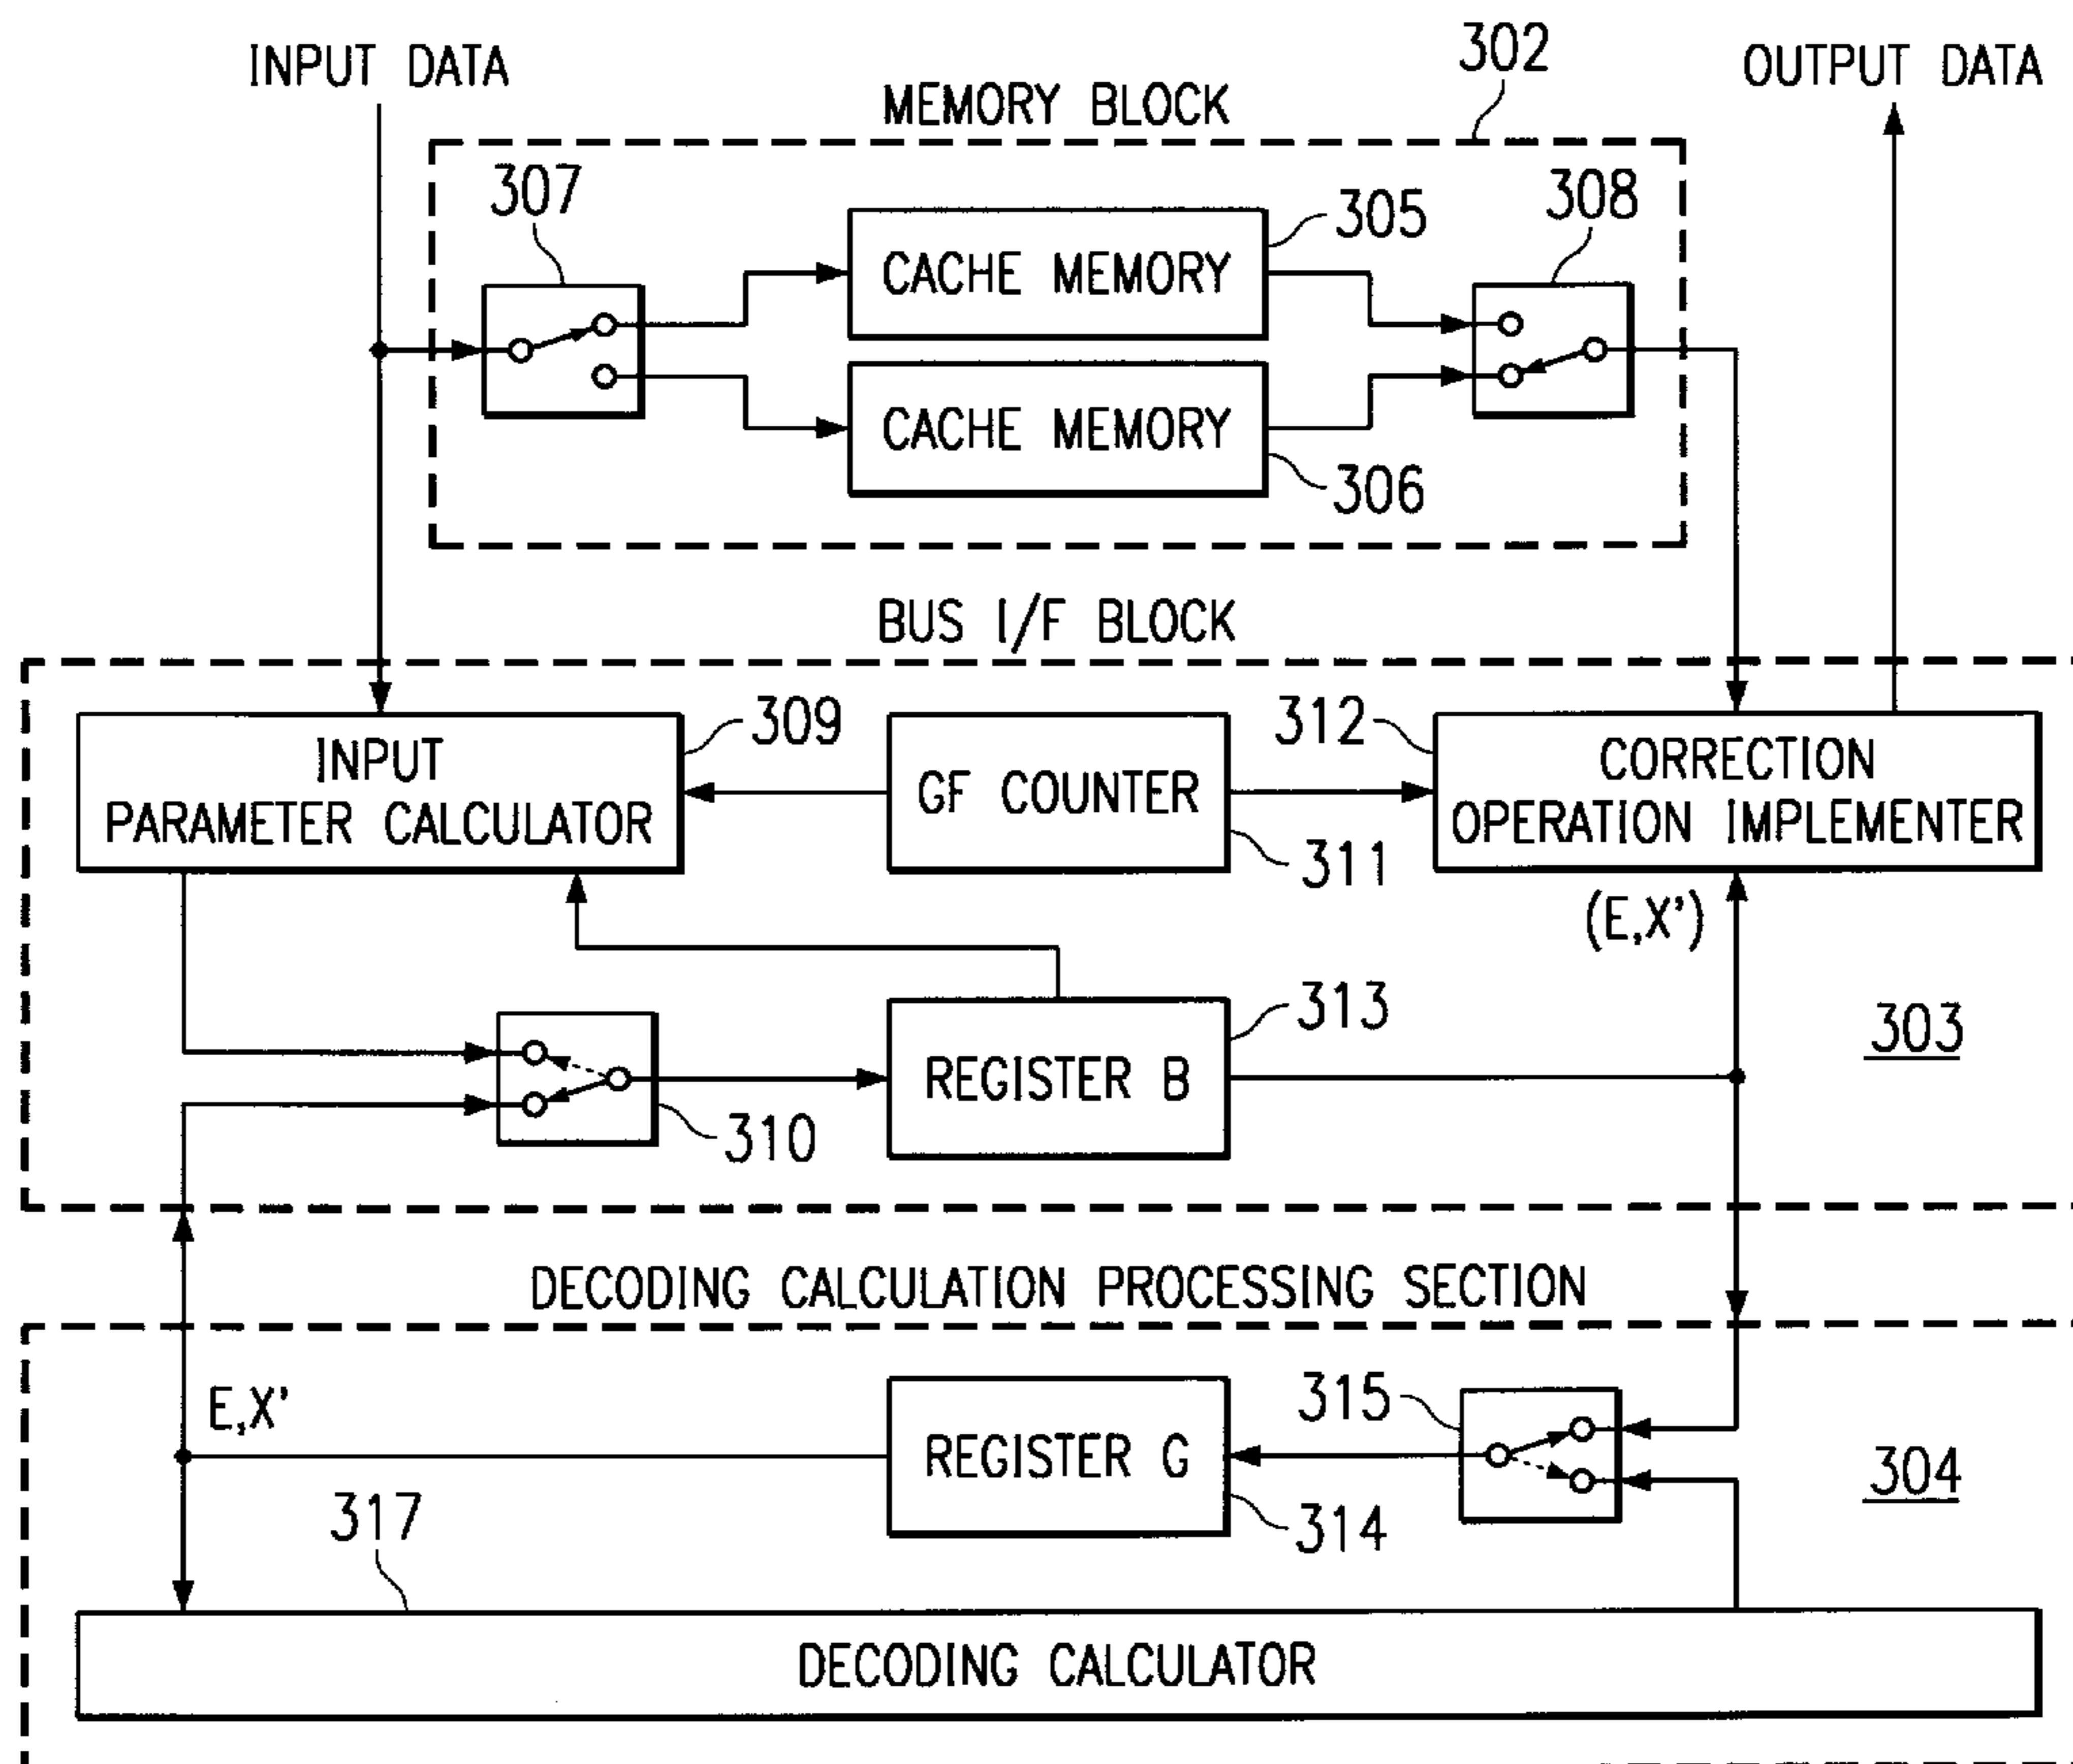 INPUT DATA
MEMORY BLOCK
302
OUTPUT DATA
307
CACHE MEMORY
305
308
CACHE MEMORY
306
BUS I/F BLOCK
INPUT
PARAMETER CALCULATOR
309
GF COUNTER
311
312
CORRECTION
OPERATION IMPLEMENTER
(E,X')
310
REGISTER B
313
303
DECODING CALCULATION PROCESSING SECTION
E,X'
REGISTER G
314
315
304
317
DECODING CALCULATOR